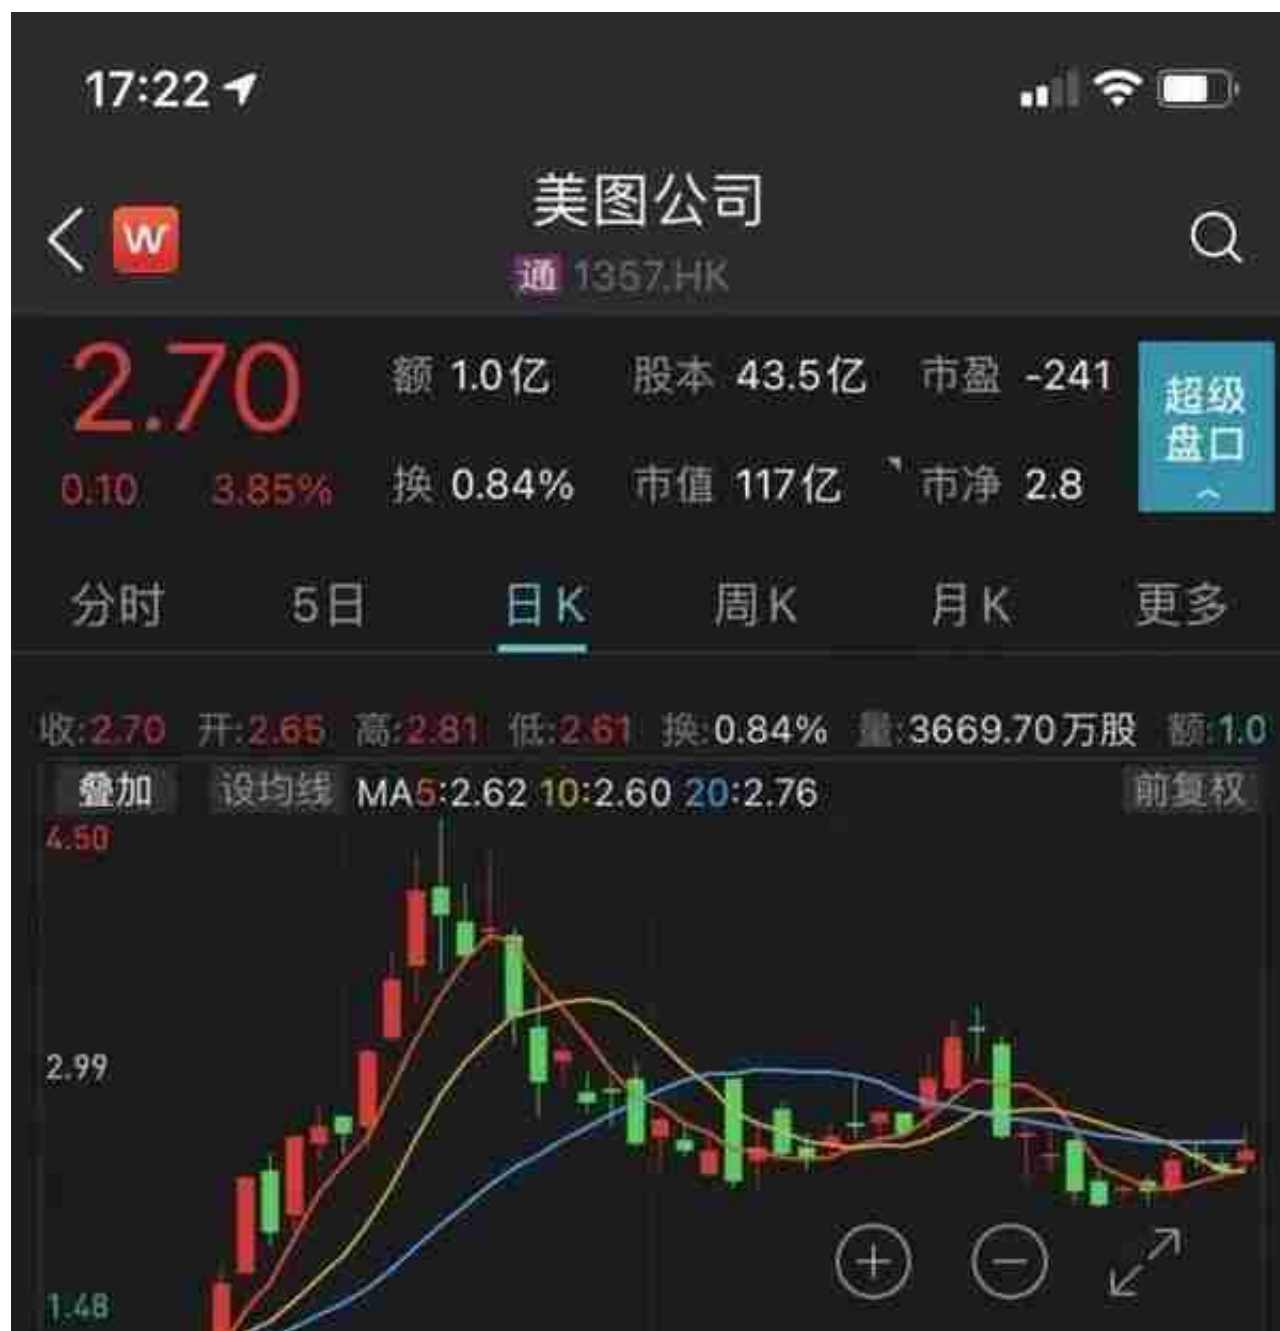 17:22
W
美图公司
通 1357.HK
2.70 额 1.0亿 股本 43.5亿 市盈 -241 超级
0.10 3.85% 换 0.84% 市值 117亿 市净 2.8 盘口
分时 5日 日K 周K 月K 更多
收:2.70 开:2.65 高:2.81 低:2.61 换:0.84% 量:3669.70万股 额:1.0
叠加 设均线 MA5:2.62 10:2.60 20:2.76 前复权
4.50
2.99
1.48